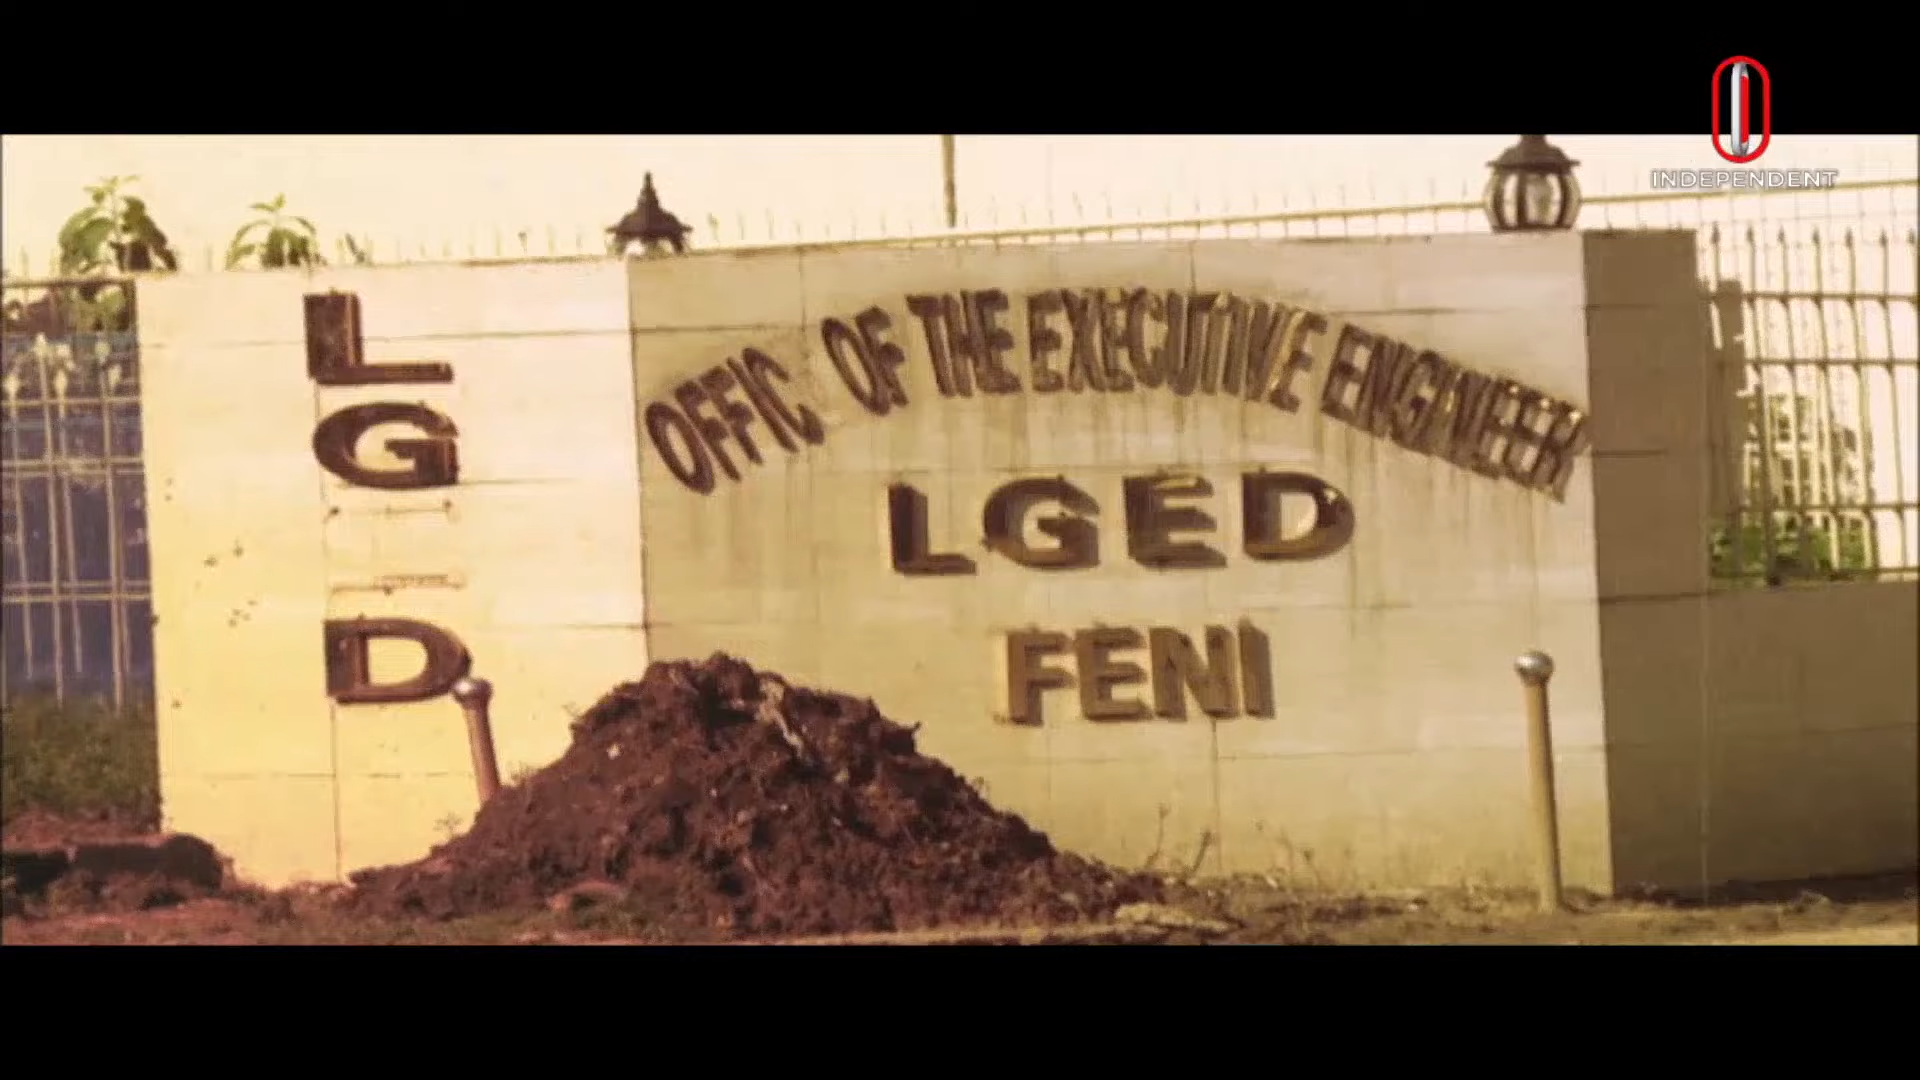 INDEPENDENT
L
G
D
OFFIC OF THE EXECUTIVE ENGINEER
LGED
FENI